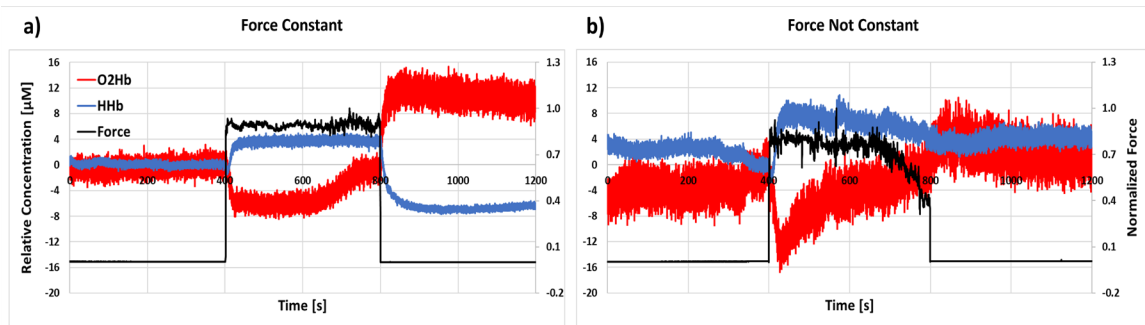 a) Force Constant
b) Force Not Constant
O2Hb
HHb
Force
Relative Concentration [µM]
16
12
8
4
0
-4
-8
-12
-16
-20
0 200 400 600 800 1000 1200
Time [s]
1.3
1.0
0.7
0.4
0.1
-0.2
16
12
8
4
0
-4
-8
-12
-16
-20
0 200 400 600 800 1000 1200
Time [s]
1.3
1.0
0.7
0.4
0.1
-0.2
Normalized Force